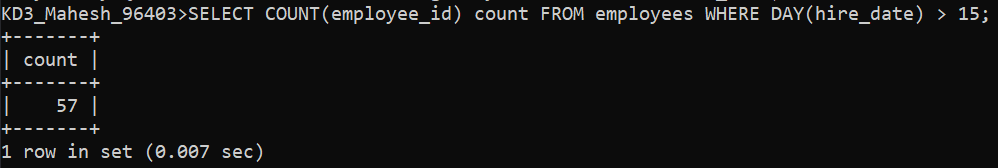 KD3_Mahesh_96403>SELECT COUNT(employee_id) count FROM employees WHERE DAY(hire_date) > 15;
+-------+
| count |
+-------+
|    57 |
+-------+
1 row in set (0.007 sec)